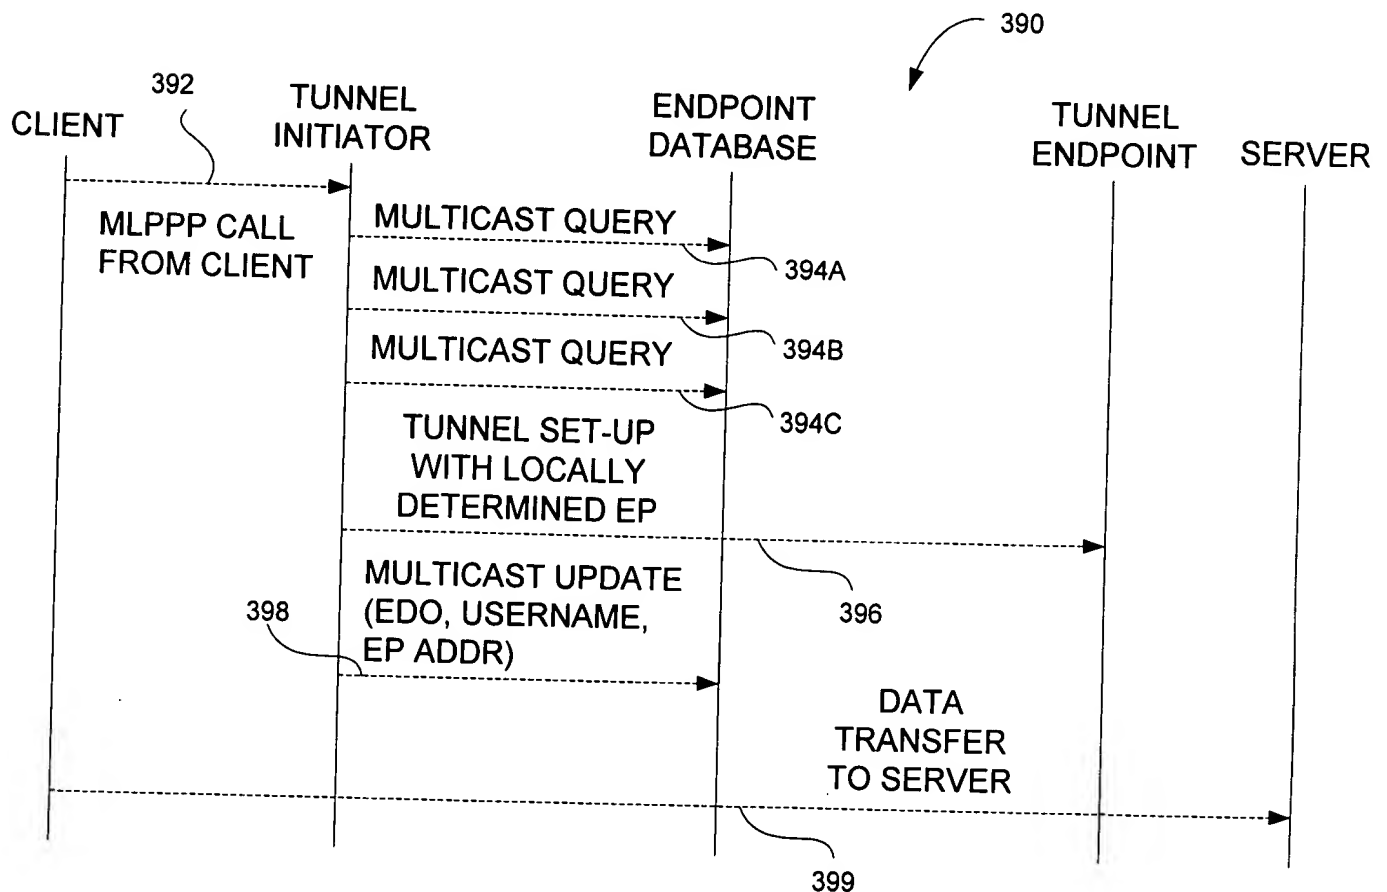 390
392
CLIENT
TUNNEL
INITIATOR
ENDPOINT
DATABASE
TUNNEL
ENDPOINT
SERVER
MLPPP CALL
FROM CLIENT
MULTICAST QUERY
394A
MULTICAST QUERY
394B
MULTICAST QUERY
394C
TUNNEL SET-UP
WITH LOCALLY
DETERMINED EP
396
MULTICAST UPDATE
(EDO, USERNAME,
EP ADDR)
398
DATA
TRANSFER
TO SERVER
399